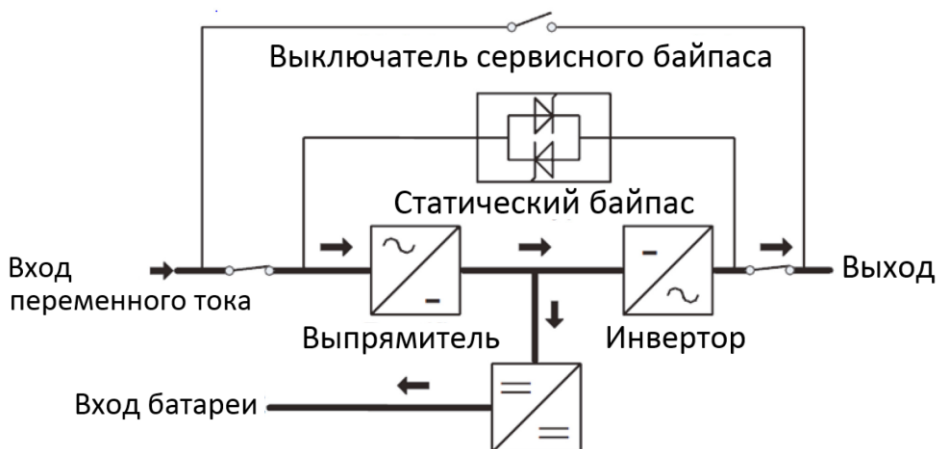 Выключатель сервисного байпаса
Статический байпас
Вход
переменного тока
Выход
Выпрямитель
Инвертор
Вход батареи